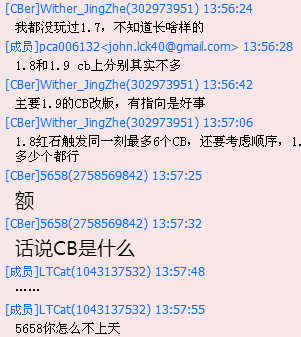 [CBer]Wither_JingZhe(302973951) 13:56:24
我都没玩过1.7，不知道长啥样的
[成员]pca006132<john.lck40@gmail.com> 13:56:28
1.8和1.9 cb上分别其实不多
[CBer]Wither_JingZhe(302973951) 13:56:42
主要1.9的CB改版，有指向是好事
[CBer]Wither_JingZhe(302973951) 13:57:06
1.8红石触发同一刻最多6个CB，还要考虑顺序，1.
多少个都行
[CBer]5658(2758569842) 13:57:25
额
[CBer]5658(2758569842) 13:57:32
话说CB是什么
[成员]LTCat(1043137532) 13:57:48
……
[成员]LTCat(1043137532) 13:57:55
5658你怎么不上天